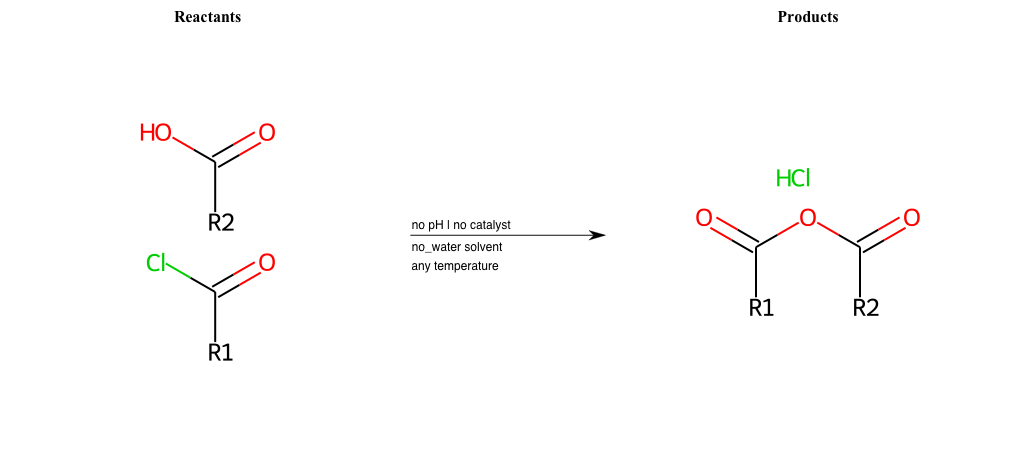 Reactants
Products
HO
O
R2
Cl
O
R1
no pH | no catalyst
no_water solvent
any temperature
HCl
O
O
O
R1
R2